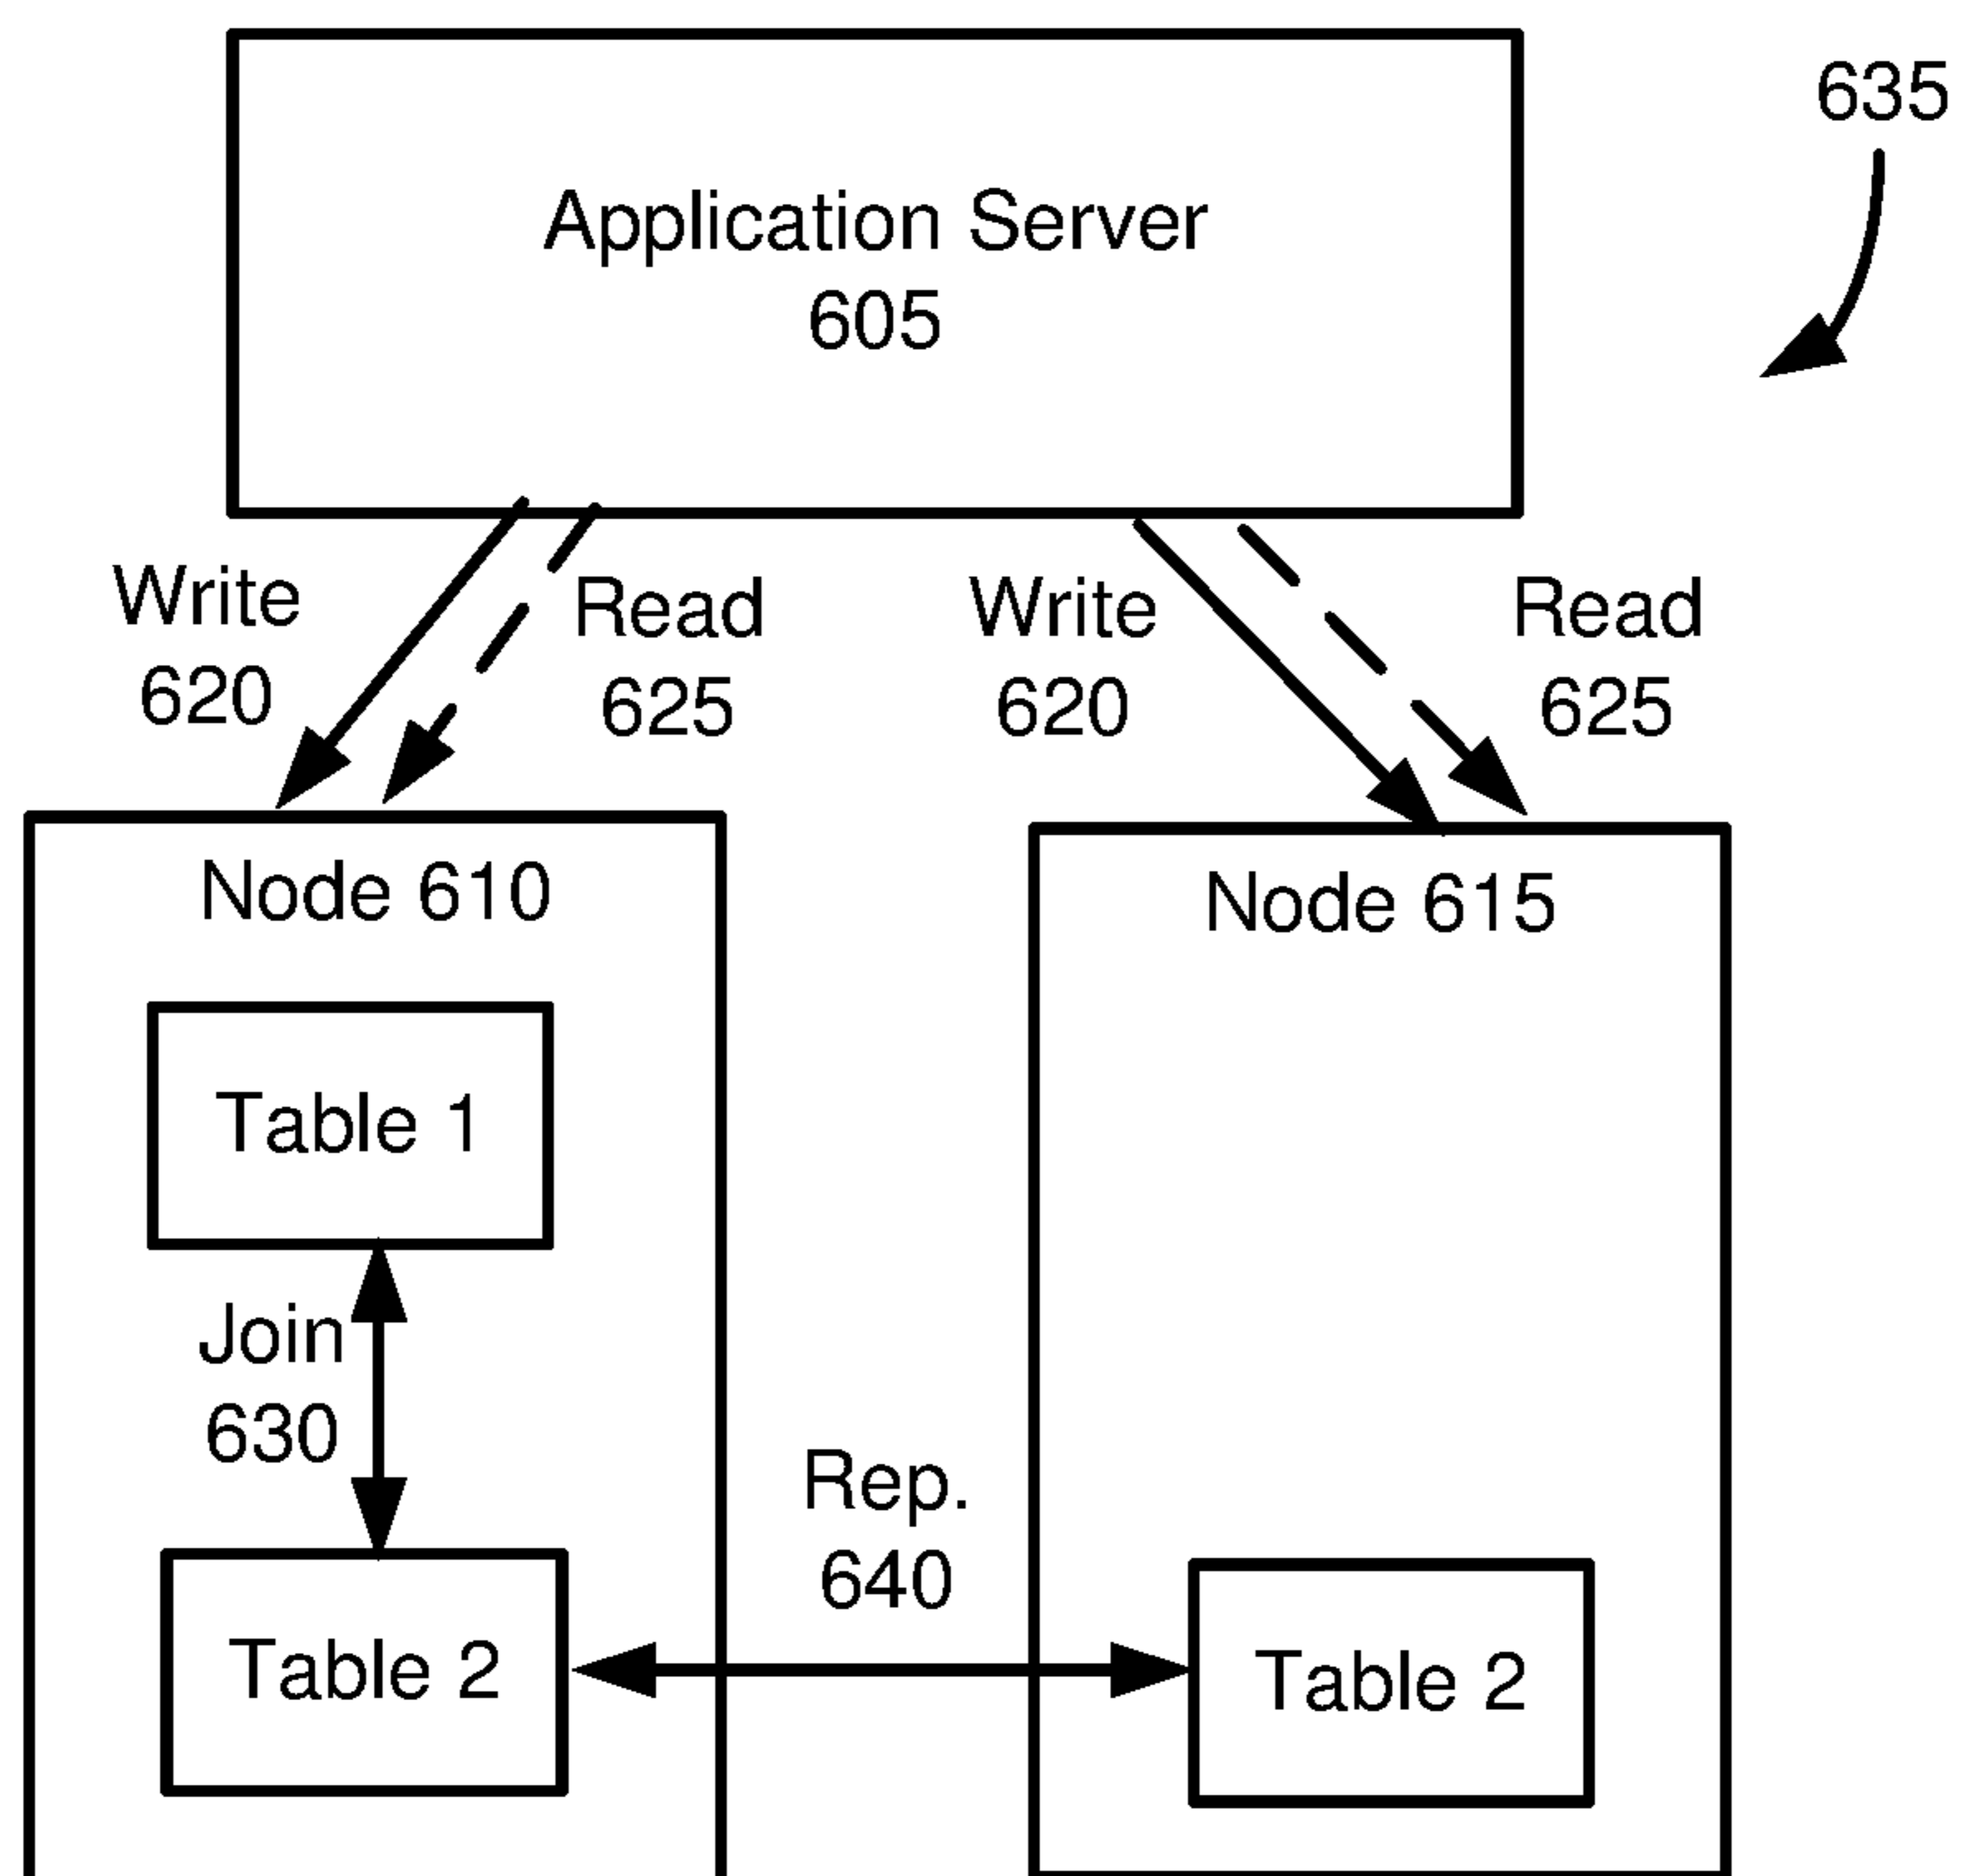 635
Application Server
605
Write
620
Read
625
Write
620
Read
625
Node 610
Node 615
Table 1
Join
630
Rep.
640
Table 2
Table 2